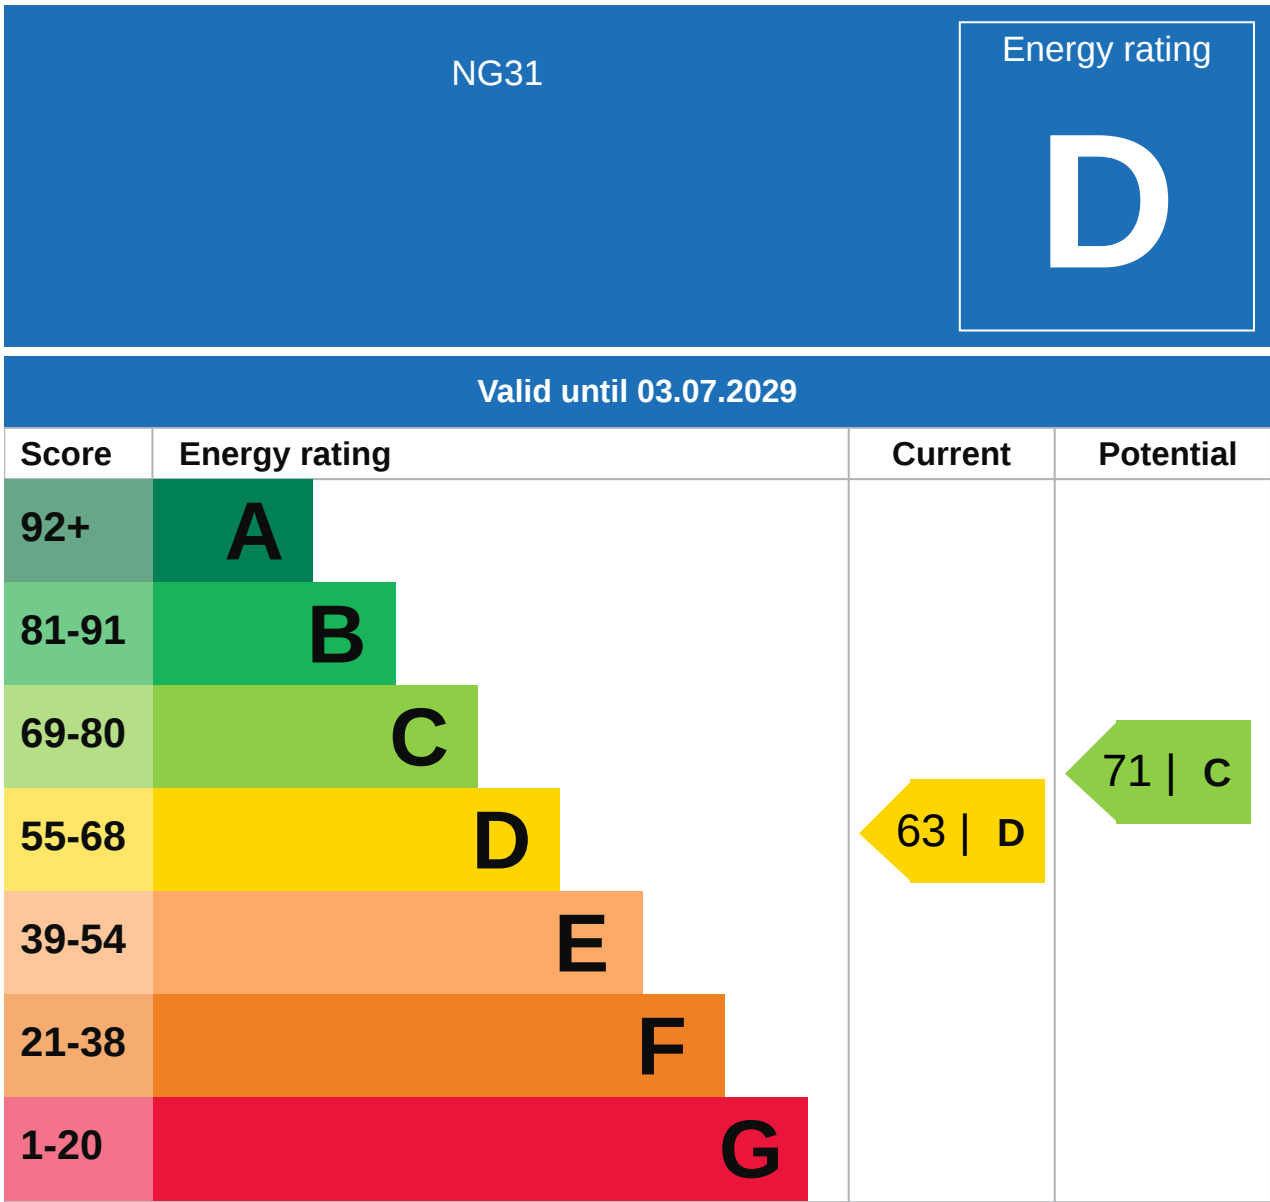 NG31
Energy rating
D
Valid until 03.07.2029
Score Energy rating Current Potential
92+ A
81-91 B
69-80 C
71 | C
55-68 D
63 | D
39-54 E
21-38 F
1-20 G